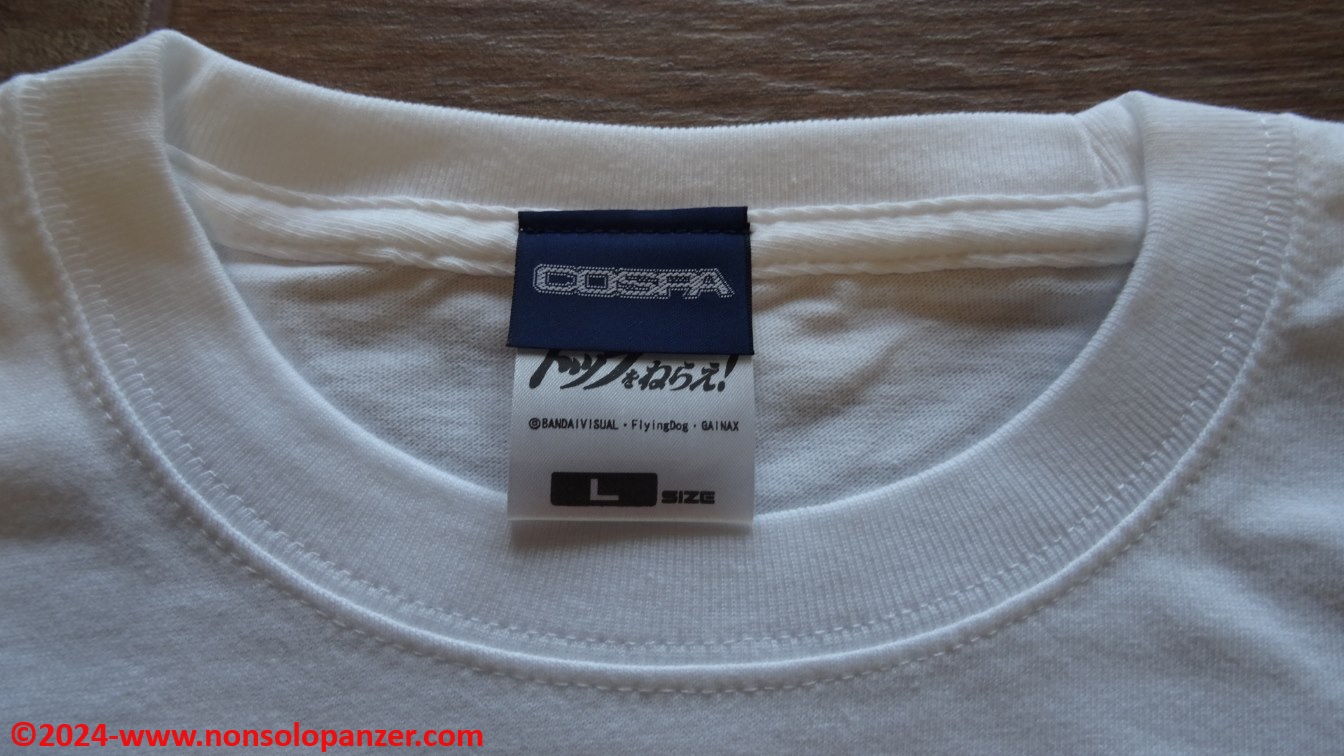 COSPA
トップをねらえ!
©BANDAIVISUAL・FlyingDog・GAINAX
L SIZE
©2024-www.nonsolopanzer.com